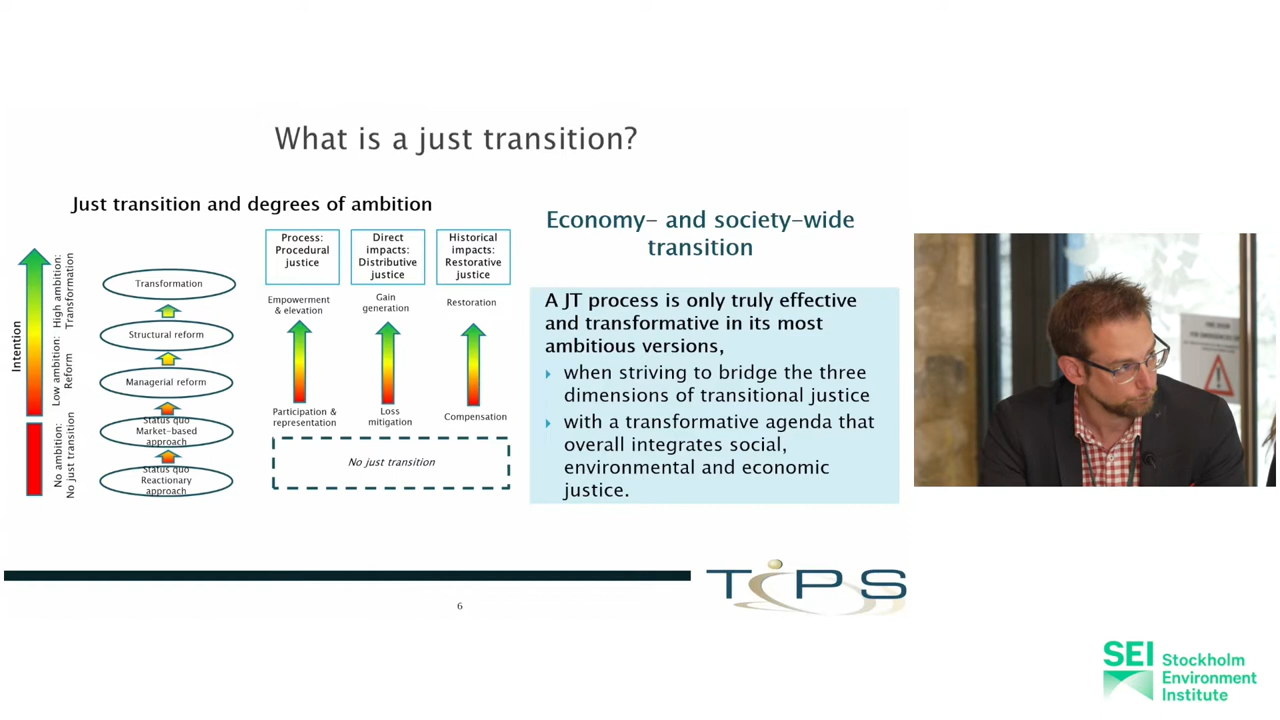 What is a just transition?
Just transition and degrees of ambition
Intention
High ambition:
Transformation
Low ambition:
Reform
No ambition:
No just transition
Transformation
Structural reform
Managerial reform
Status quo
Market-based
approach
Status quo
Reactionary
approach
Process:
Procedural
justice
Direct
impacts:
Distributive
justice
Historical
impacts:
Restorative
justice
Empowerment
& elevation
Gain
generation
Restoration
Participation &
representation
Loss
mitigation
Compensation
No just transition
Economy- and society-wide
transition
A JT process is only truly effective
and transformative in its most
ambitious versions,
when striving to bridge the three
dimensions of transitional justice
with a transformative agenda that
overall integrates social,
environmental and economic
justice.
TIPS
6
SEI Stockholm
Environment
Institute